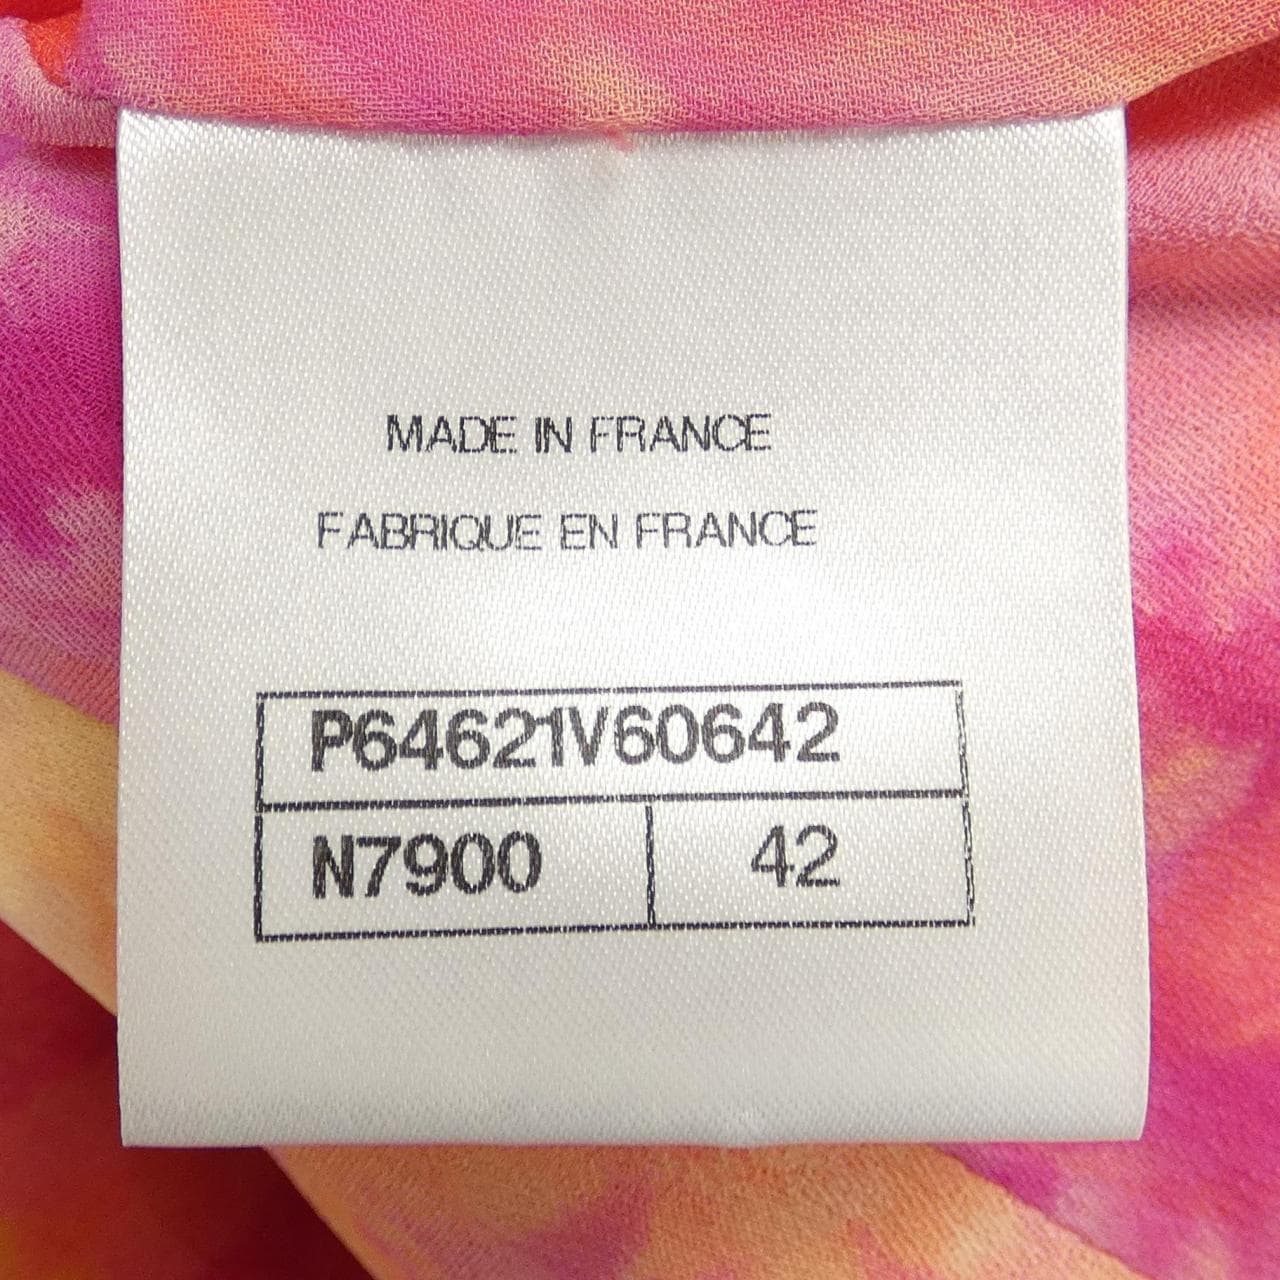 MADE IN FRANCE
FABRIQUE EN FRANCE
P64621V60642
N7900 42